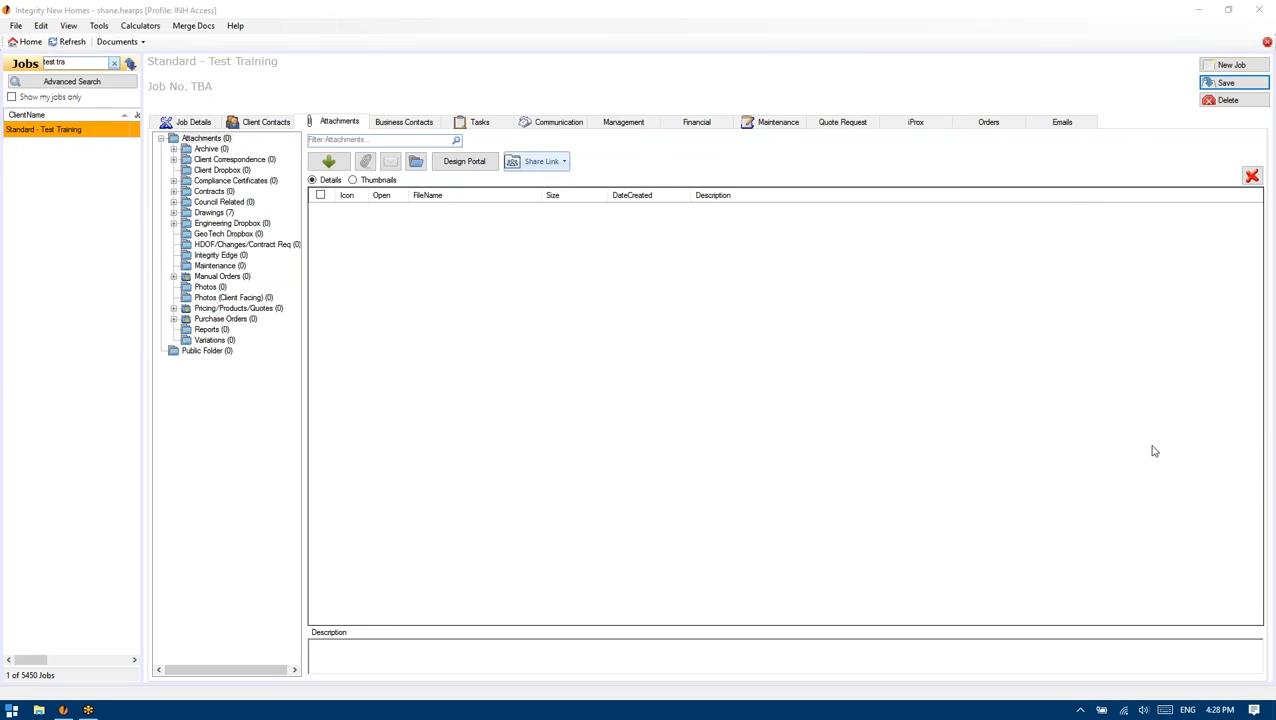 Integrity New Homes - shane.hearps [Profile: INH Access]
File Edit View Tools Calculators Merge Docs Help
Home Refresh Documents
Jobs test tra
Advanced Search
Show my jobs only
ClientName
Standard - Test Training
1 of 5450 Jobs
Standard - Test Training
Job No. TBA
New Job
Save
Delete
Job Details Client Contacts Attachments Business Contacts Tasks Communication Management Financial Maintenance Quote Request iProx Orders Emails
Attachments (0)
Archive (0)
Client Correspondence (0)
Client Dropbox (0)
Compliance Certificates (0)
Contracts (0)
Council Related (0)
Drawings (7)
Engineering Dropbox (0)
GeoTech Dropbox (0)
HDOF/Changes/Contract Req (0)
Integrity Edge (0)
Maintenance (0)
Manual Orders (0)
Photos (0)
Photos (Client Facing) (0)
Pricing/Products/Quotes (0)
Purchase Orders (0)
Reports (0)
Variations (0)
Public Folder (0)
Filter Attachments...
Design Portal Share Link
Details Thumbnails
Icon Open FileName Size DateCreated Description
Description
ENG 4:28 PM